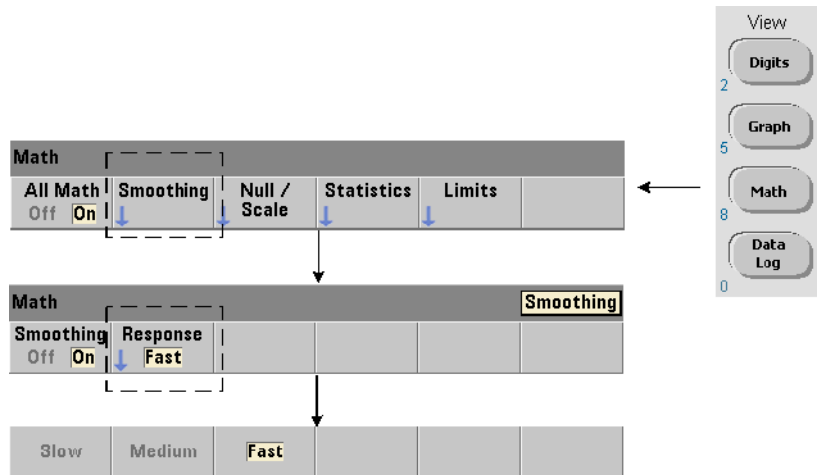 View
Digits
2
Graph
5
Math
8
Data
Log
0
Math
All Math Smoothing Null / Statistics Limits
Off On Scale
Math Smoothing
Smoothing Response
Off On Fast
Slow Medium Fast